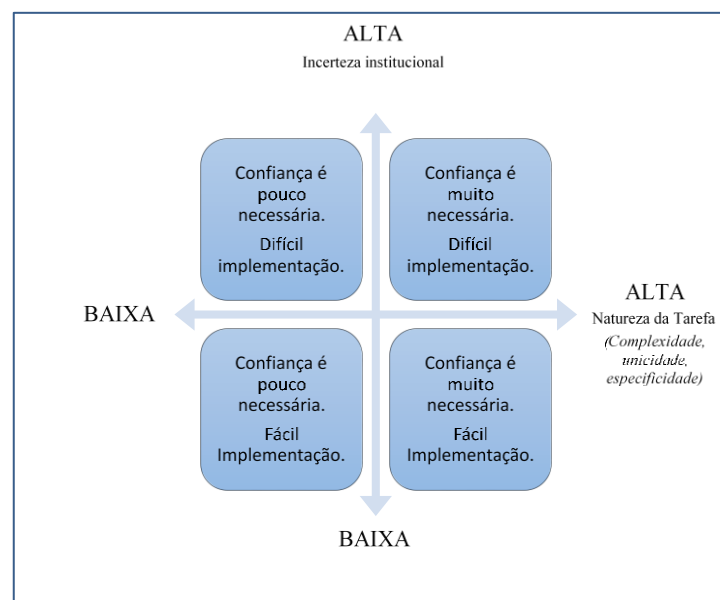 ALTA
Incerteza institucional
Confiança é
pouco
necessária.
Difícil
implementação.
Confiança é
muito
necessária.
Difícil
implementação.
BAIXA
ALTA
Natureza da Tarefa
(Complexidade,
unicidade,
especificidade)
Confiança é
pouco
necessária.
Fácil
Implementação.
Confiança é
muito
necessária.
Fácil
Implementação.
BAIXA